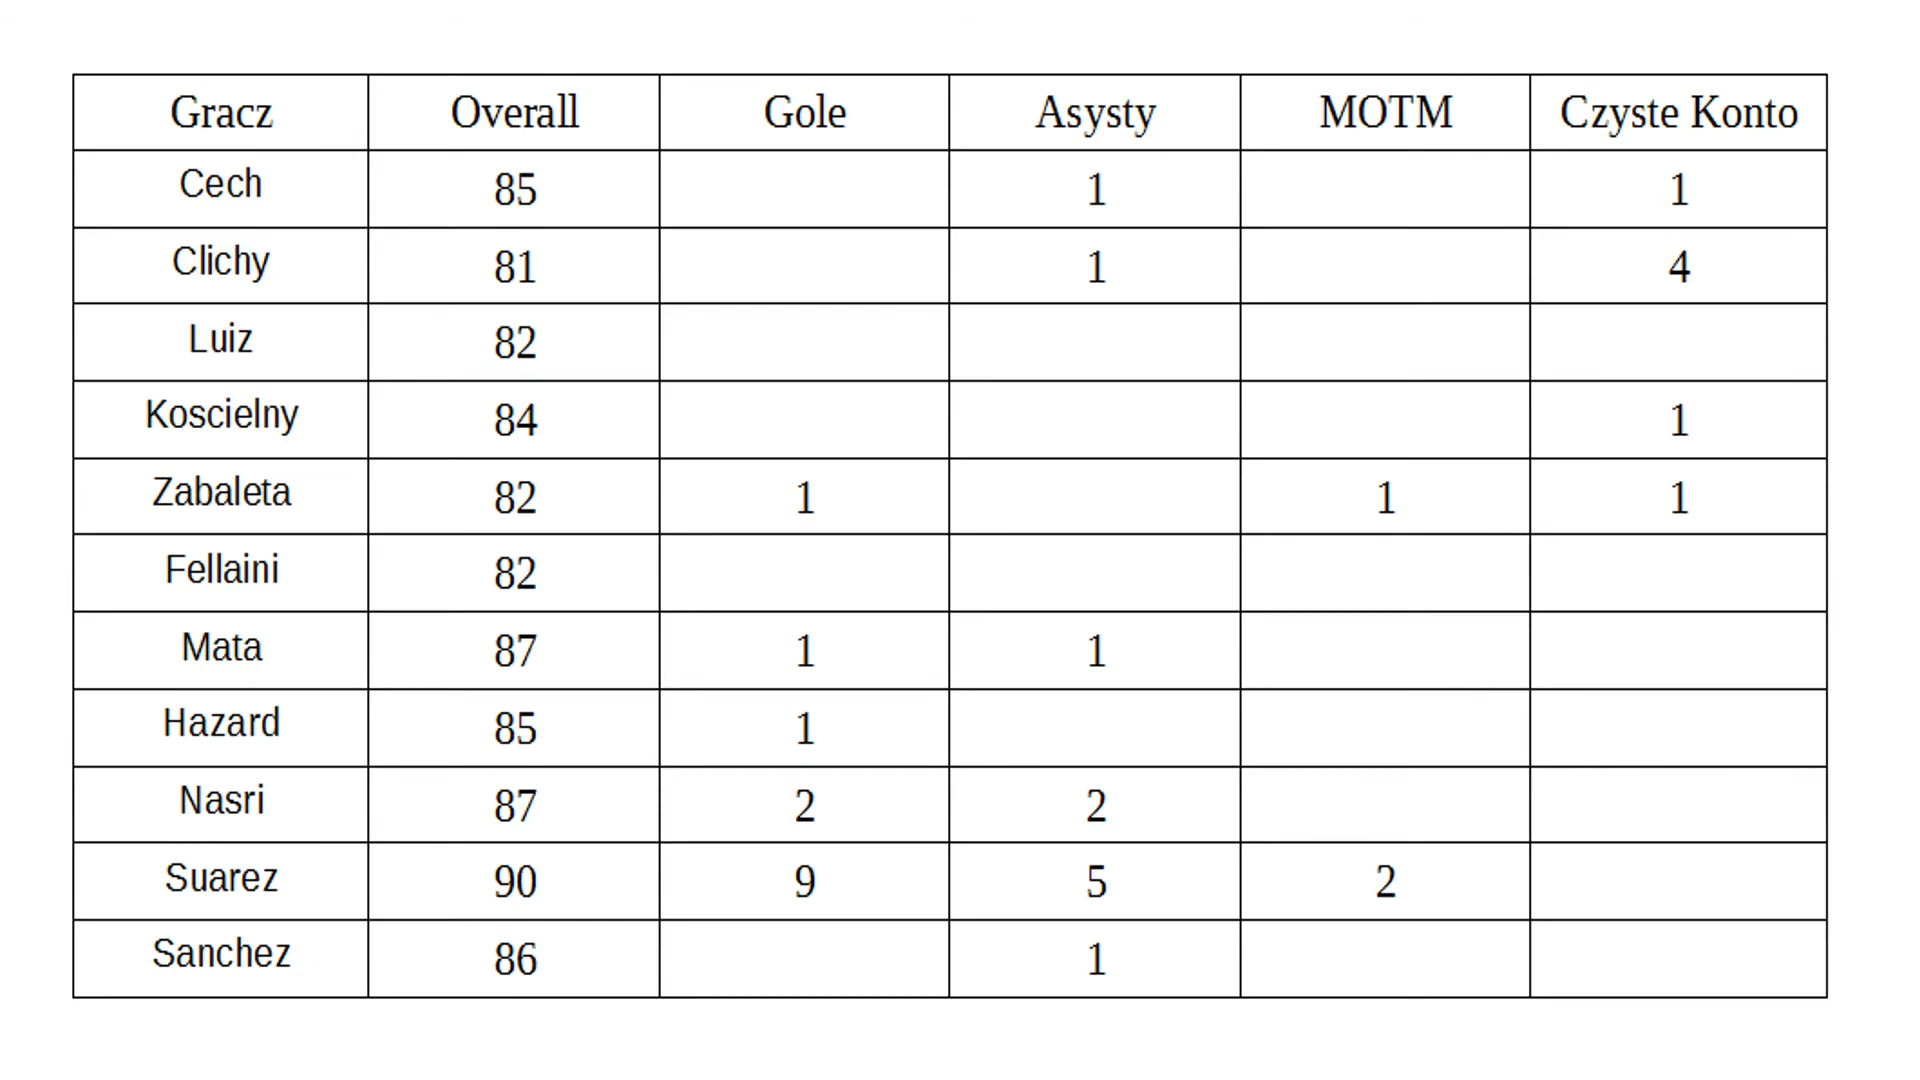 Gracz Overall Gole Asysty MOTM Czyste Konto
Cech 85 1 1
Clichy 81 1 4
Luiz 82
Koscielny 84 1
Zabaleta 82 1 1 1
Fellaini 82
Mata 87 1 1
Hazard 85 1
Nasri 87 2 2
Suarez 90 9 5 2
Sanchez 86 1